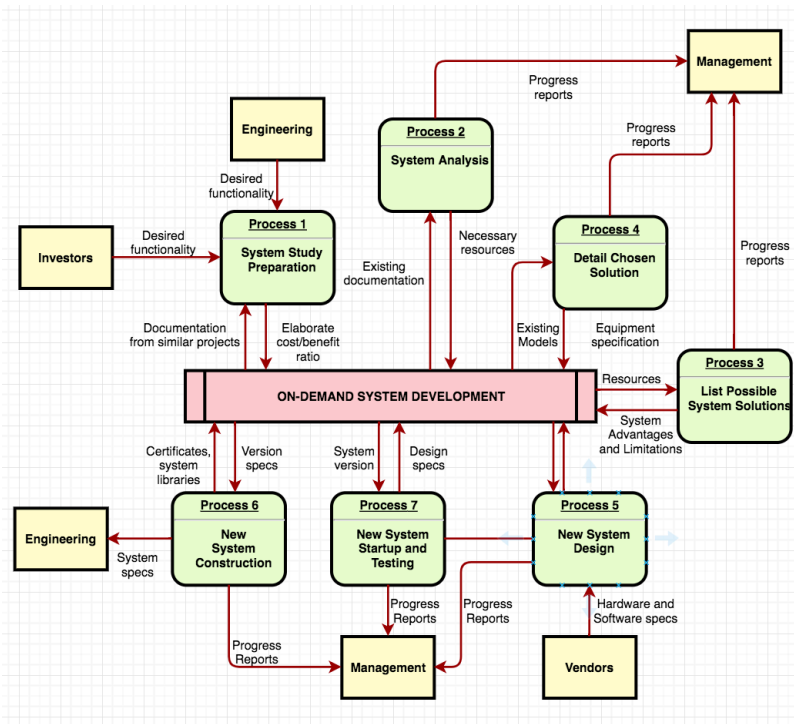 Management
Progress
reports
Engineering
Process 2
System Analysis
Progress
reports
Desired
functionality
Process 1
System Study
Preparation
Investors
Desired
functionality
Existing
documentation
Necessary
resources
Process 4
Detail Chosen
Solution
Progress
reports
Documentation
from similar projects
Elaborate
cost/benefit
ratio
Existing
Models
Equipment
specification
Process 3
List Possible
System Solutions
ON-DEMAND SYSTEM DEVELOPMENT
Resources
System
Advantages
and Limitations
Certificates,
system
libraries
Version
specs
System
version
Design
specs
Process 6
New
System
Construction
Process 7
New System
Startup and
Testing
Process 5
New System
Design
Engineering
System
specs
Progress
Reports
Progress
Reports
Progress
Reports
Hardware and
Software specs
Management
Vendors